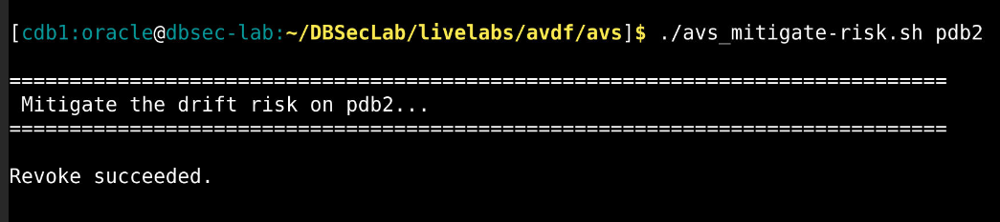 [cdb1:oracle@dbsec-lab:~/DBSecLab/livelabs/avdf/avs]$ ./avs_mitigate-risk.sh pdb2
==============================================================================
Mitigate the drift risk on pdb2...
==============================================================================
Revoke succeeded.